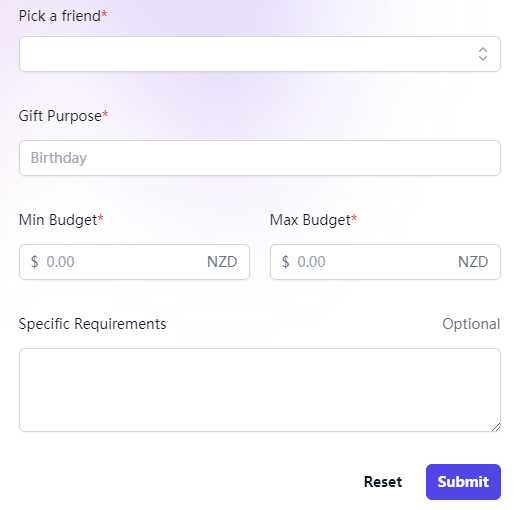 Pick a friend*
Gift Purpose*
Birthday
Min Budget* Max Budget*
$ 0.00 NZD $ 0.00 NZD
Specific Requirements Optional
Reset Submit